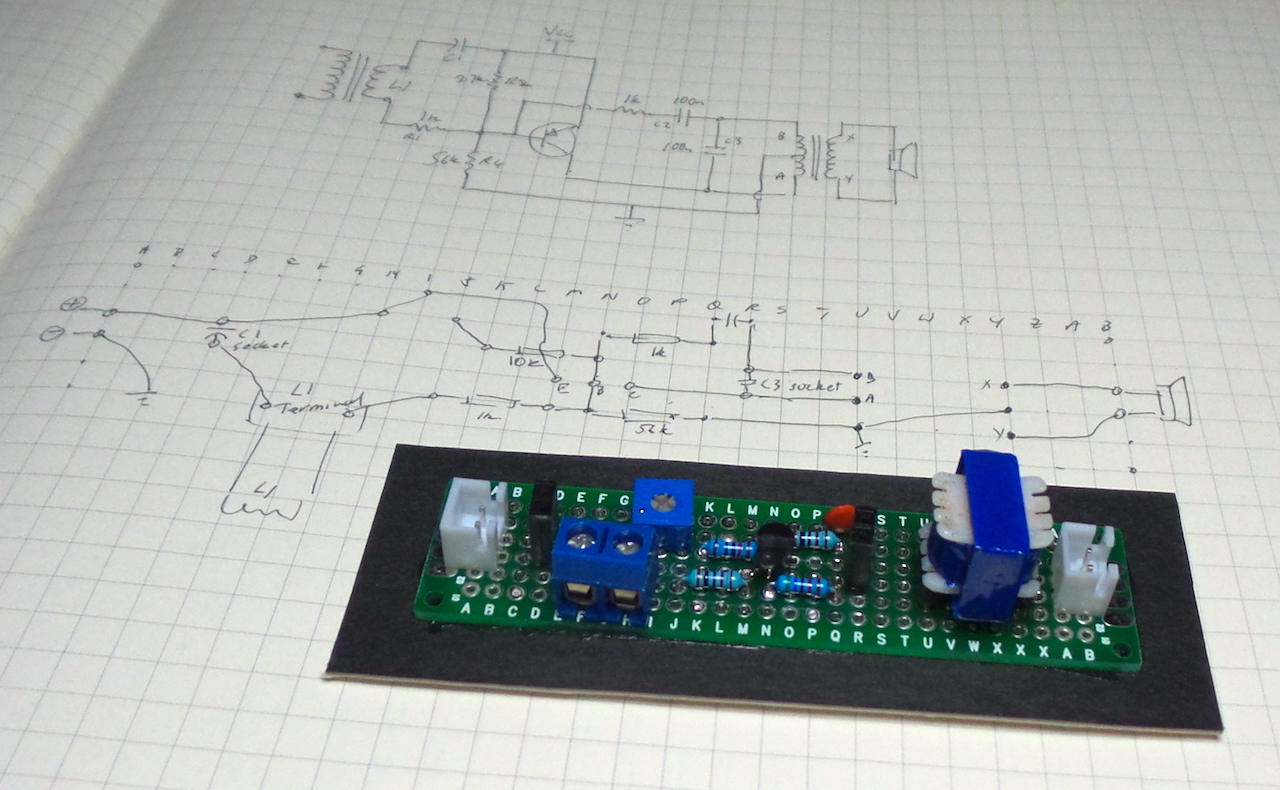 Vcc
C1
L1
27k R2
1k
R1
1k
100n
C2
100n C3
56k R4
B
A
X
Y
A B C D E F G H I J K L M N O P Q R S T U V W X Y Z A B
⊕
⊖
C1
socket
L1
Terminal
10k
1k
E
B
C
1k
56k
C3 socket
B
A
X
Y
L1
A B D E F G K L M N O P S T U
A B C D E F H I J K L M N O P Q R S T U V W X X X A B